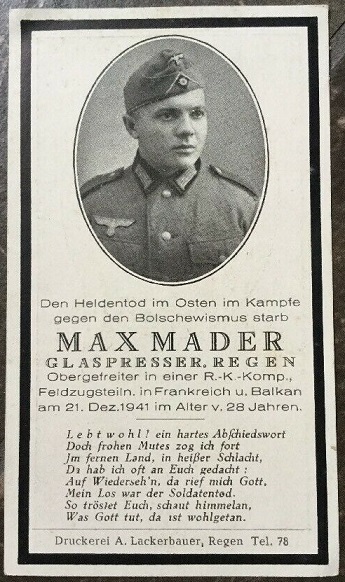 Den Heldentod im Osten im Kampfe
gegen den Bolschewismus starb
MAX MADER
GLASPRESSER, REGEN
Obergefreiter in einer R.-K.-Komp.,
Feldzugsteiln. in Frankreich u. Balkan
am 21. Dez. 1941 im Alter v. 28 Jahren.
Lebtwohl! ein hartes Abschiedswort
Doch frohen Mutes zog ich fort
Jm fernen Land, in heißer Schlacht,
Da hab ich oft an Euch gedacht:
Auf Wiederseh'n, da rief mich Gott,
Mein Los war der Soldatentod.
So tröstet Euch, schaut himmelan,
Was Gott tut, da ist wohlgetan.
Druckerei A. Lackerbauer, Regen Tel. 78